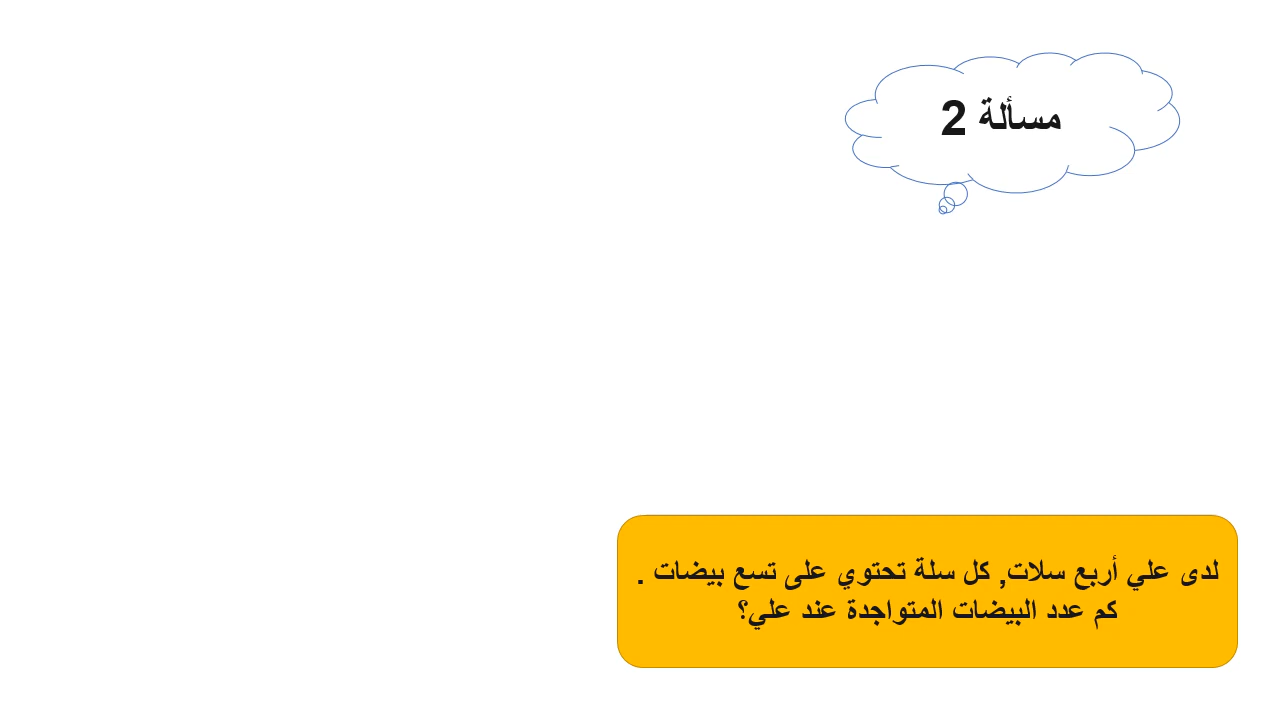 مسألة 2
لدى علي أربع سلات, كل سلة تحتوي على تسع بيضات .
كم عدد البيضات المتواجدة عند علي؟